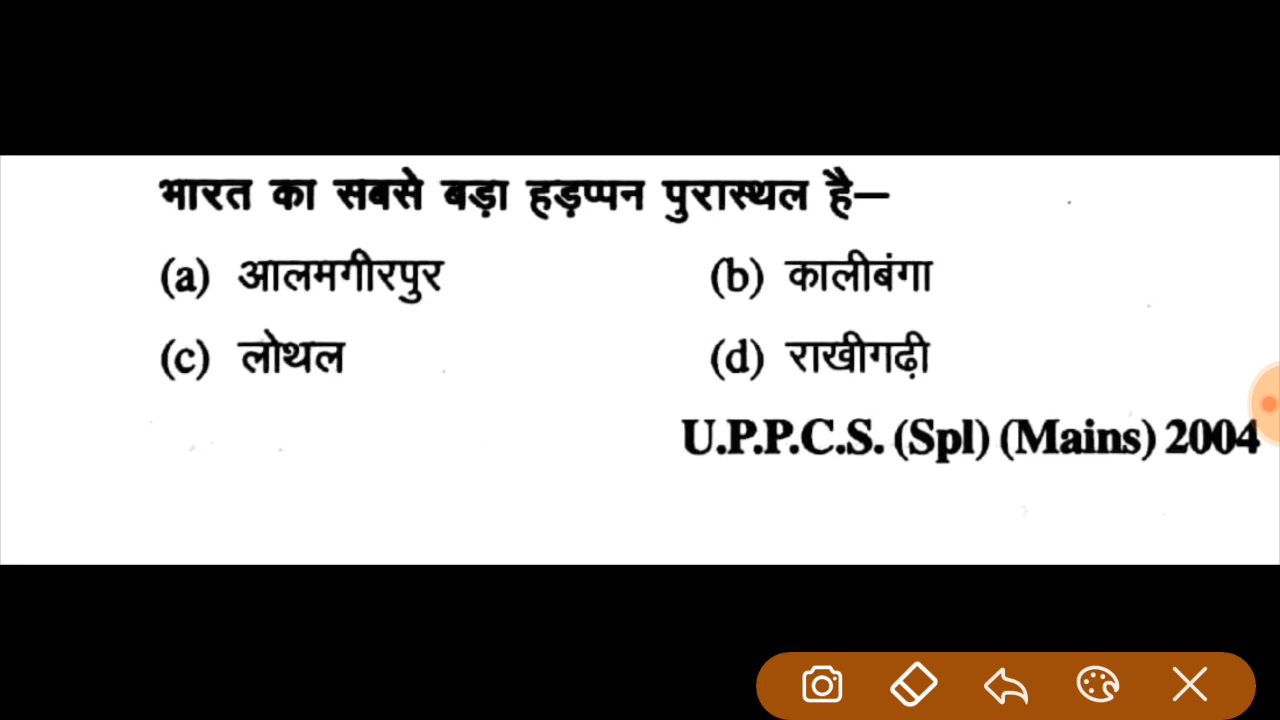 भारत का सबसे बड़ा हड़प्पन पुरास्थल है–
(a) आलमगीरपुर (b) कालीबंगा
(c) लोथल (d) राखीगढ़ी
U.P.P.C.S. (Spl) (Mains) 2004